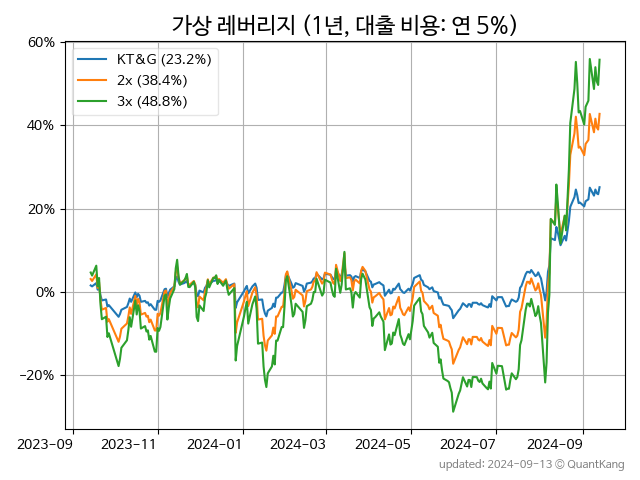 가상 레버리지 (1년, 대출 비용: 연 5%)
60%
40%
20%
0%
−20%
KT&G (23.2%)
2x (38.4%)
3x (48.8%)
2023-09 2023-11 2024-01 2024-03 2024-05 2024-07 2024-09
updated: 2024-09-13 © QuantKang